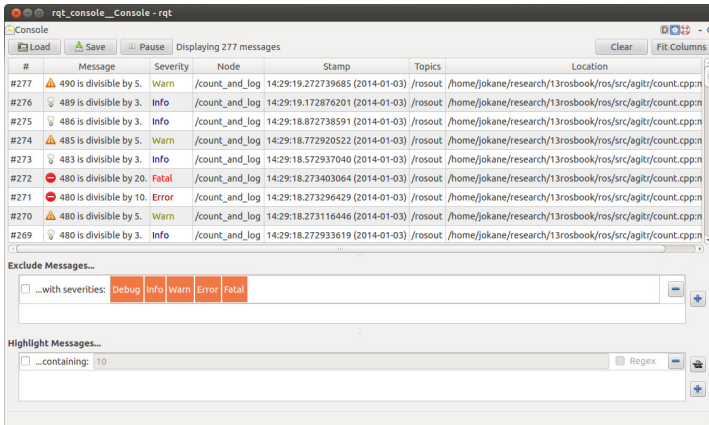 rqt_console__Console - rqt
Console
Load Save Pause Displaying 277 messages Clear Fit Columns
# Message Severity Node Stamp Topics Location
#277 490 is divisible by 5. Warn /count_and_log 14:29:19.272739685 (2014-01-03) /rosout /home/jokane/research/13rosbook/ros/src/agitr/count.cpp:m
#276 489 is divisible by 3. Info /count_and_log 14:29:19.172876201 (2014-01-03) /rosout /home/jokane/research/13rosbook/ros/src/agitr/count.cpp:m
#275 486 is divisible by 3. Info /count_and_log 14:29:18.872738591 (2014-01-03) /rosout /home/jokane/research/13rosbook/ros/src/agitr/count.cpp:m
#274 485 is divisible by 5. Warn /count_and_log 14:29:18.772920522 (2014-01-03) /rosout /home/jokane/research/13rosbook/ros/src/agitr/count.cpp:m
#273 483 is divisible by 3. Info /count_and_log 14:29:18.572937040 (2014-01-03) /rosout /home/jokane/research/13rosbook/ros/src/agitr/count.cpp:m
#272 480 is divisible by 20. Fatal /count_and_log 14:29:18.273403064 (2014-01-03) /rosout /home/jokane/research/13rosbook/ros/src/agitr/count.cpp:m
#271 480 is divisible by 10. Error /count_and_log 14:29:18.273296429 (2014-01-03) /rosout /home/jokane/research/13rosbook/ros/src/agitr/count.cpp:m
#270 480 is divisible by 5. Warn /count_and_log 14:29:18.273116446 (2014-01-03) /rosout /home/jokane/research/13rosbook/ros/src/agitr/count.cpp:m
#269 480 is divisible by 3. Info /count_and_log 14:29:18.272933619 (2014-01-03) /rosout /home/jokane/research/13rosbook/ros/src/agitr/count.cpp:m
Exclude Messages...
...with severities: Debug Info Warn Error Fatal
Highlight Messages...
...containing: 10 Regex